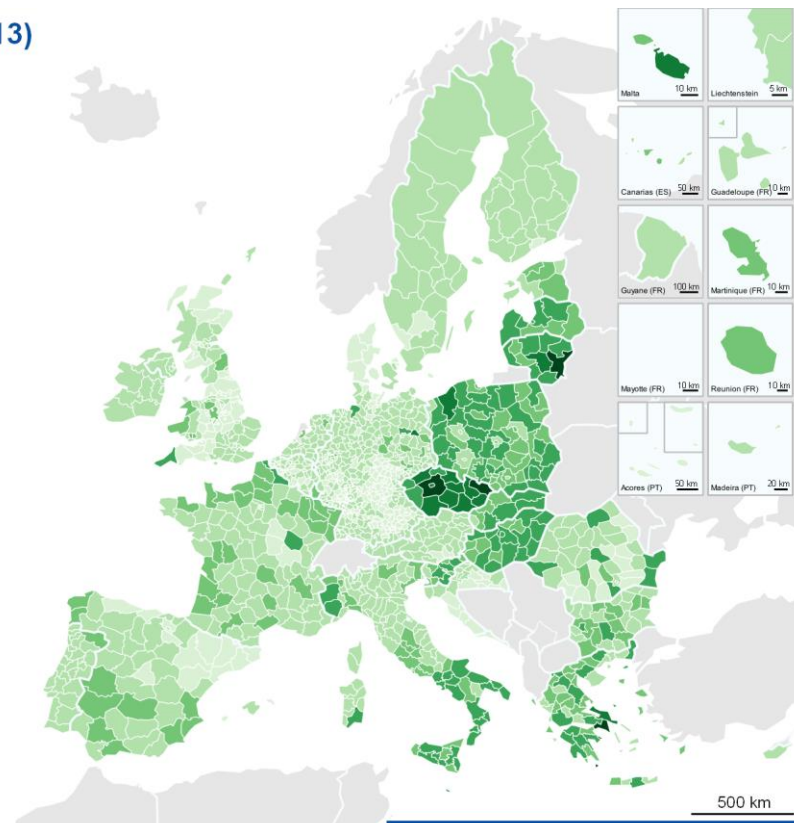 13)
Malta
10 km
Liechtenstein
5 km
Canarias (ES)
50 km
Guadeloupe (FR)
10 km
Guyane (FR)
100 km
Martinique (FR)
10 km
Mayotte (FR)
10 km
Reunion (FR)
10 km
Acores (PT)
50 km
Madeira (PT)
20 km
500 km